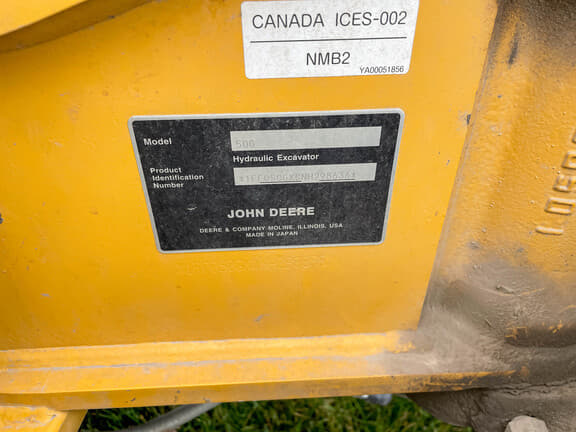 CANADA ICES-002
NMB2
YA00051856
Model 50G
Hydraulic Excavator
Product
Identification
Number
JOHN DEERE
DEERE & COMPANY MOLINE, ILLINOIS, USA
MADE IN JAPAN